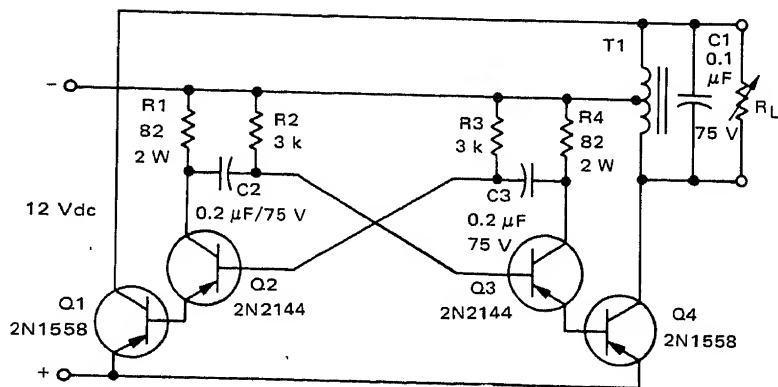 T1
C1
0.1
μF
75 V
RL
−
R1
82
2 W
R2
3 k
R3
3 k
R4
82
2 W
C2
0.2 μF/75 V
C3
0.2 μF
75 V
12 Vdc
Q1
2N1558
Q2
2N2144
Q3
2N2144
Q4
2N1558
+